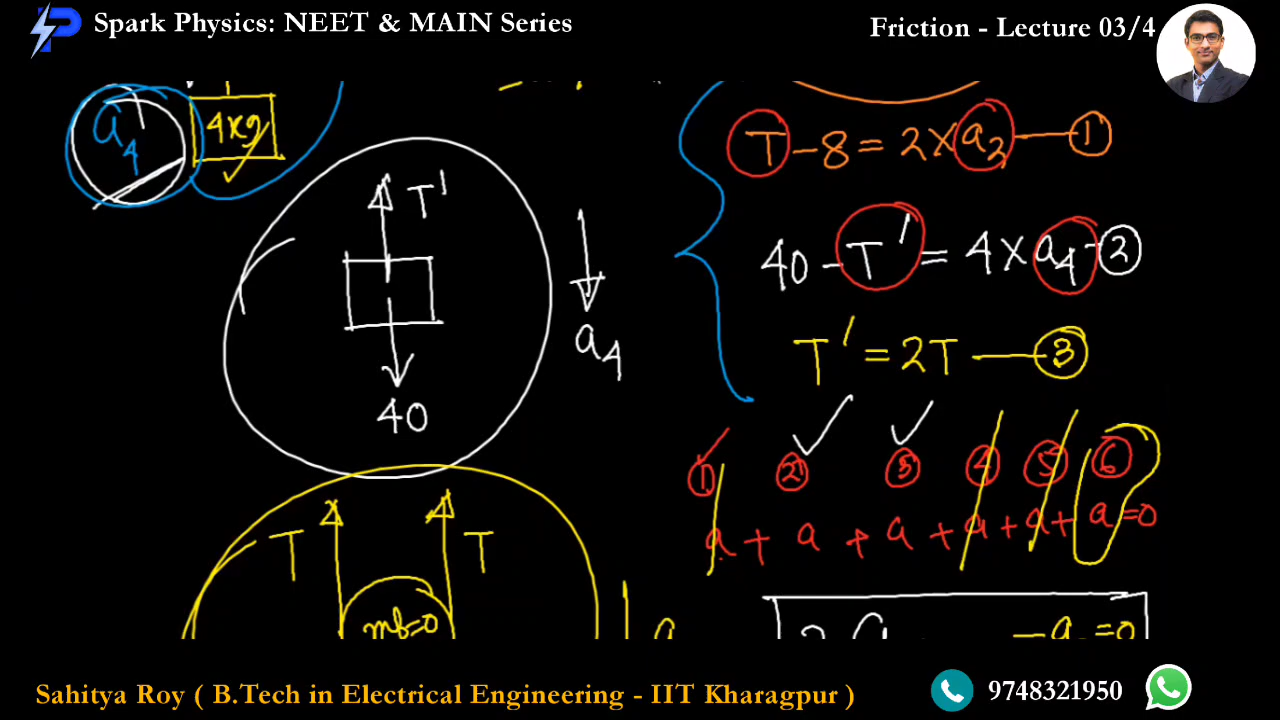 Spark Physics: NEET & MAIN Series
Friction - Lecture 03/4
a4
4kg
T - 8 = 2 × a2 — ①
T'
40 - T' = 4 × a4 - ②
a4
T' = 2T — ③
40
① ② ③ ④ ⑤ ⑥
a + a + a + a + a + a = 0
T T
mb=0
Sahitya Roy ( B.Tech in Electrical Engineering - IIT Kharagpur )
9748321950